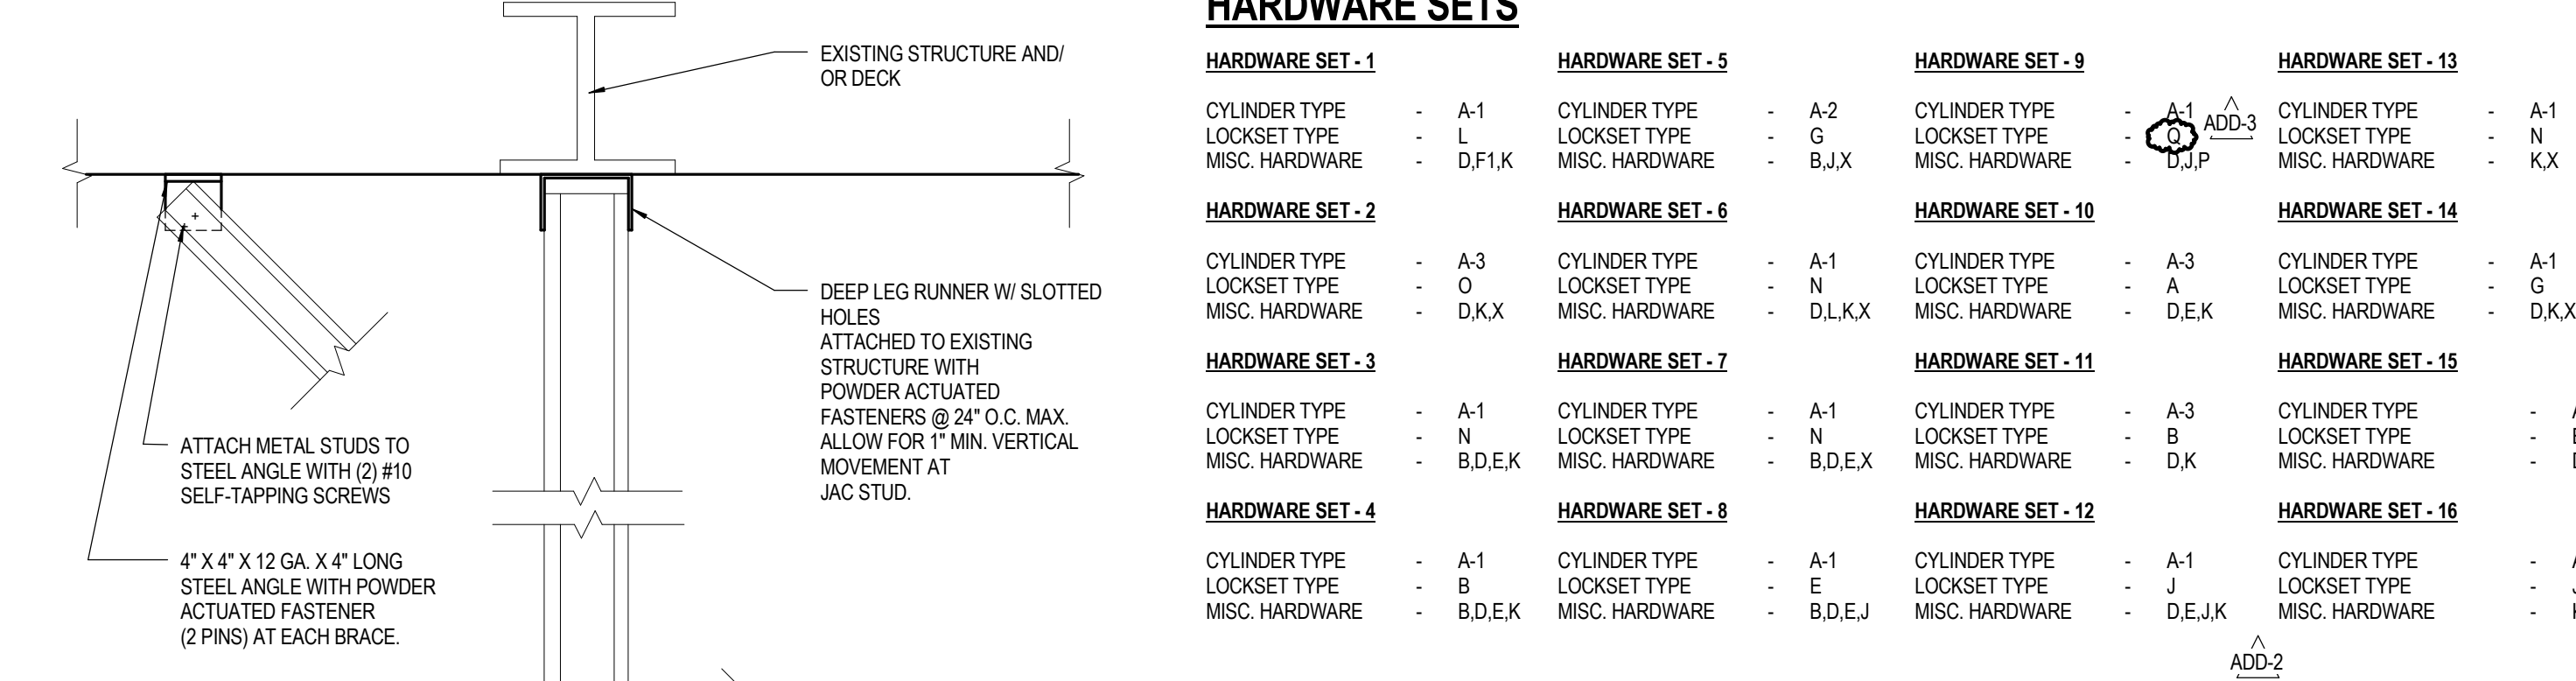 EXISTING STRUCTURE AND/
OR DECK
DEEP LEG RUNNER W/ SLOTTED
HOLES
ATTACHED TO EXISTING
STRUCTURE WITH
POWDER ACTUATED
FASTENERS @ 24" O.C. MAX.
ALLOW FOR 1" MIN. VERTICAL
MOVEMENT AT
JAC STUD.
ATTACH METAL STUDS TO
STEEL ANGLE WITH (2) #10
SELF-TAPPING SCREWS
4" X 4" X 12 GA. X 4" LONG
STEEL ANGLE WITH POWDER
ACTUATED FASTENER
(2 PINS) AT EACH BRACE.
HARDWARE SETS
HARDWARE SET - 1
CYLINDER TYPE - A-1
LOCKSET TYPE - L
MISC. HARDWARE - D,F1,K
HARDWARE SET - 2
CYLINDER TYPE - A-3
LOCKSET TYPE - O
MISC. HARDWARE - D,K,X
HARDWARE SET - 3
CYLINDER TYPE - A-1
LOCKSET TYPE - N
MISC. HARDWARE - B,D,E,K
HARDWARE SET - 4
CYLINDER TYPE - A-1
LOCKSET TYPE - B
MISC. HARDWARE - B,D,E,K
HARDWARE SET - 5
CYLINDER TYPE - A-2
LOCKSET TYPE - G
MISC. HARDWARE - B,J,X
HARDWARE SET - 6
CYLINDER TYPE - A-1
LOCKSET TYPE - N
MISC. HARDWARE - D,L,K,X
HARDWARE SET - 7
CYLINDER TYPE - A-1
LOCKSET TYPE - N
MISC. HARDWARE - B,D,E,X
HARDWARE SET - 8
CYLINDER TYPE - A-1
LOCKSET TYPE - E
MISC. HARDWARE - B,D,E,J
HARDWARE SET - 9
CYLINDER TYPE - A-1
LOCKSET TYPE - Q
ADD-3
MISC. HARDWARE - D,J,P
HARDWARE SET - 10
CYLINDER TYPE - A-3
LOCKSET TYPE - A
MISC. HARDWARE - D,E,K
HARDWARE SET - 11
CYLINDER TYPE - A-3
LOCKSET TYPE - B
MISC. HARDWARE - D,K
HARDWARE SET - 12
CYLINDER TYPE - A-1
LOCKSET TYPE - J
MISC. HARDWARE - D,E,J,K
ADD-2
HARDWARE SET - 13
CYLINDER TYPE - A-1
LOCKSET TYPE - N
MISC. HARDWARE - K,X
HARDWARE SET - 14
CYLINDER TYPE - A-1
LOCKSET TYPE - G
MISC. HARDWARE - D,K,X
HARDWARE SET - 15
CYLINDER TYPE -
LOCKSET TYPE -
MISC. HARDWARE -
HARDWARE SET - 16
CYLINDER TYPE -
LOCKSET TYPE -
MISC. HARDWARE -